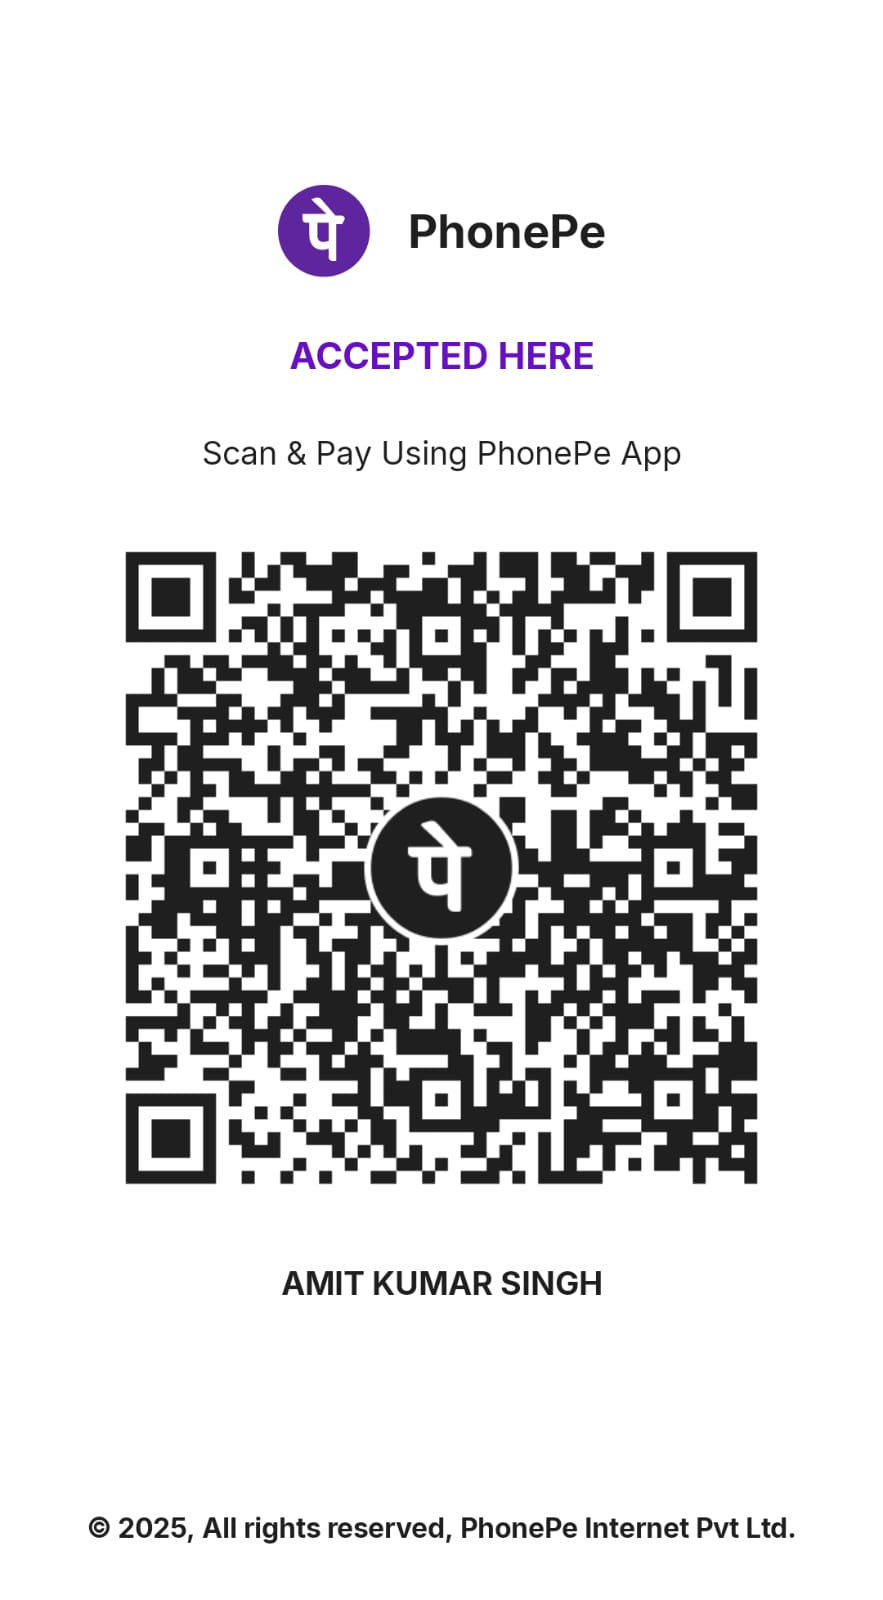 पे PhonePe
ACCEPTED HERE
Scan & Pay Using PhonePe App
पे
AMIT KUMAR SINGH
© 2025, All rights reserved, PhonePe Internet Pvt Ltd.